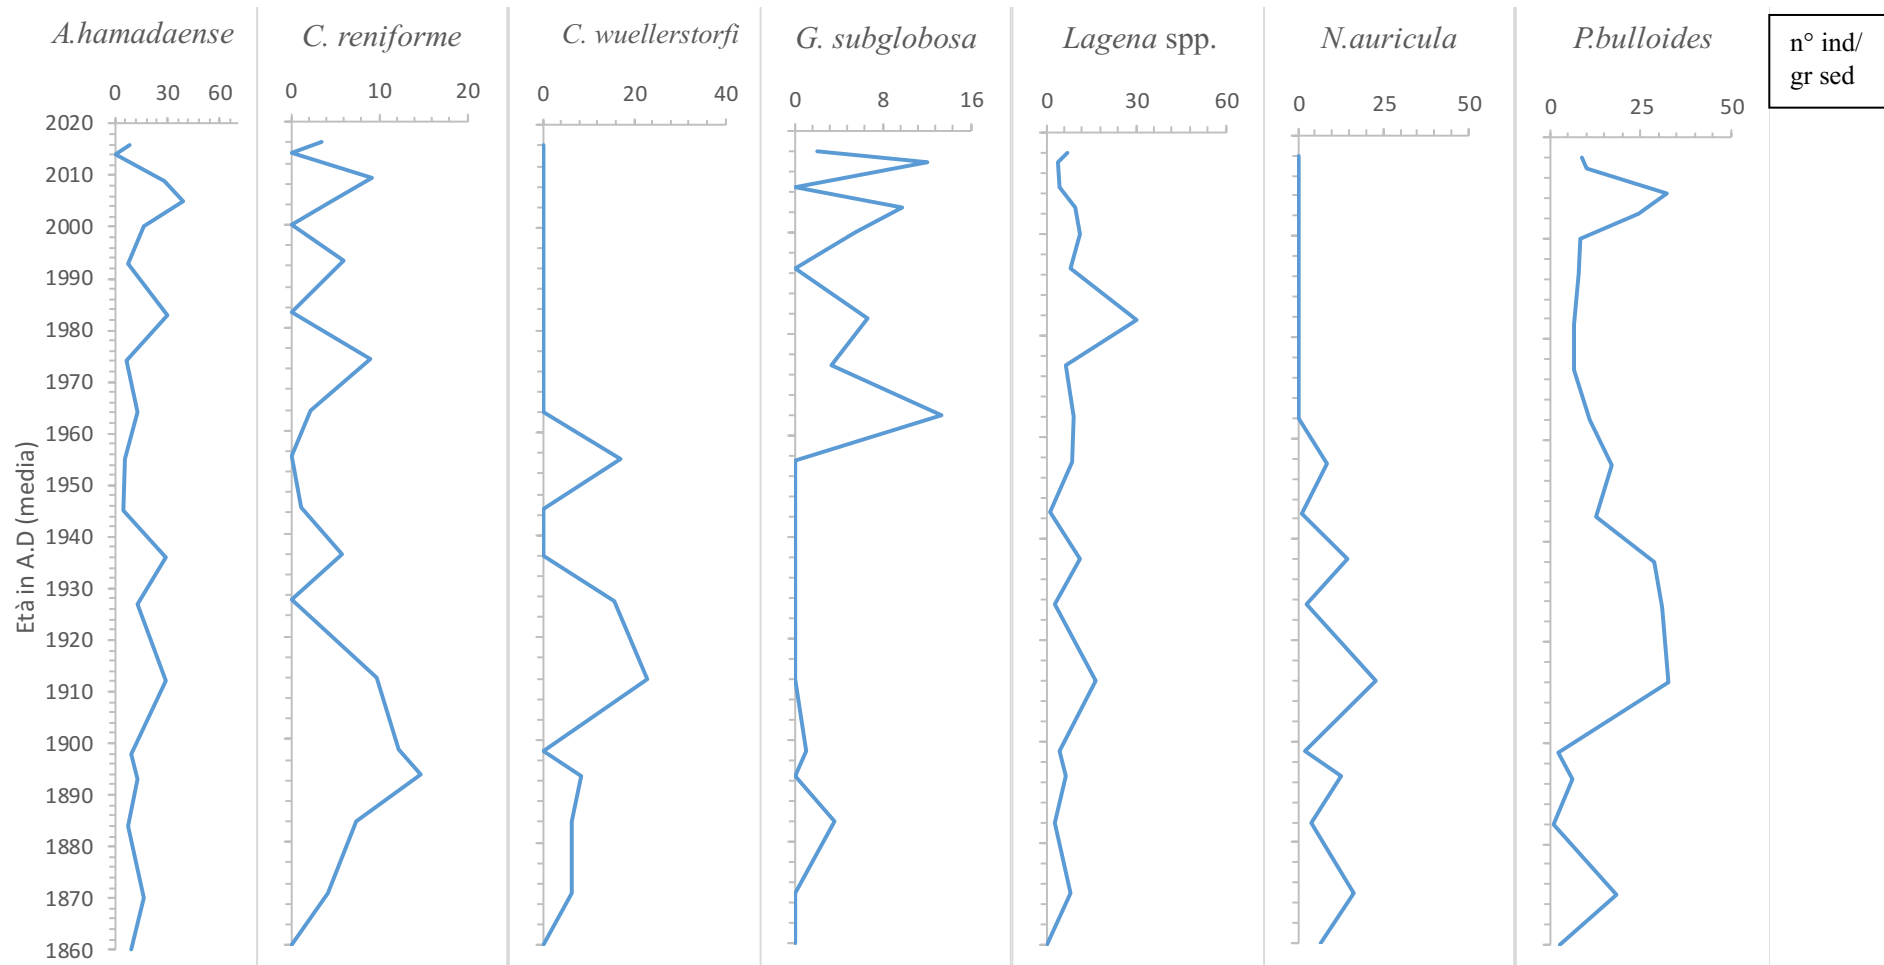 A.hamadaense
C. reniforme
C. wuellerstorfi
G. subglobosa
Lagena spp.
N.auricula
P.bulloides
n° ind/
gr sed
0 30 60
0 10 20
0 20 40
0 8 16
0 30 60
0 25 50
0 25 50
Età in A.D (media)
2020
2010
2000
1990
1980
1970
1960
1950
1940
1930
1920
1910
1900
1890
1880
1870
1860